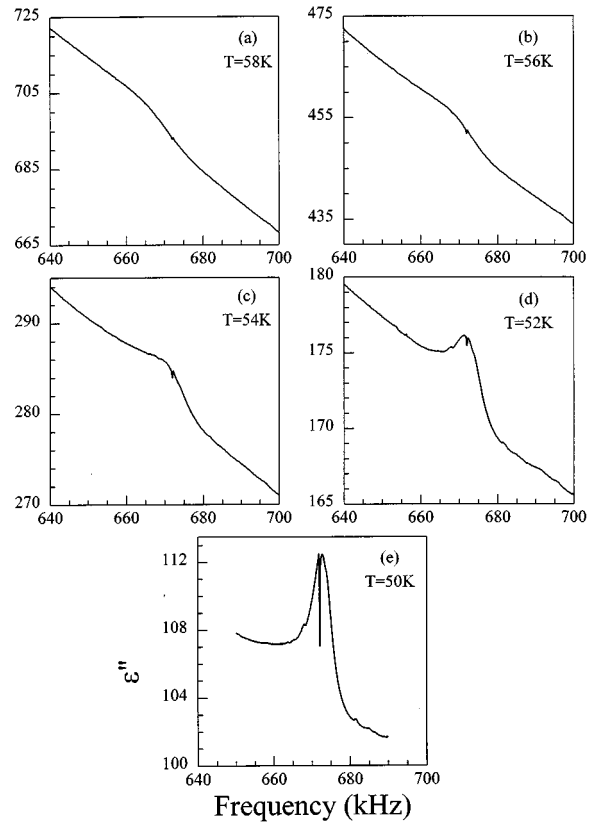 725
705
685
665
(a)
T=58K
640 660 680 700
475
455
435
(b)
T=56K
640 660 680 700
290
280
270
(c)
T=54K
640 660 680 700
180
175
170
165
(d)
T=52K
640 660 680 700
112
108
104
100
(e)
T=50K
ε"
640 660 680 700
Frequency (kHz)